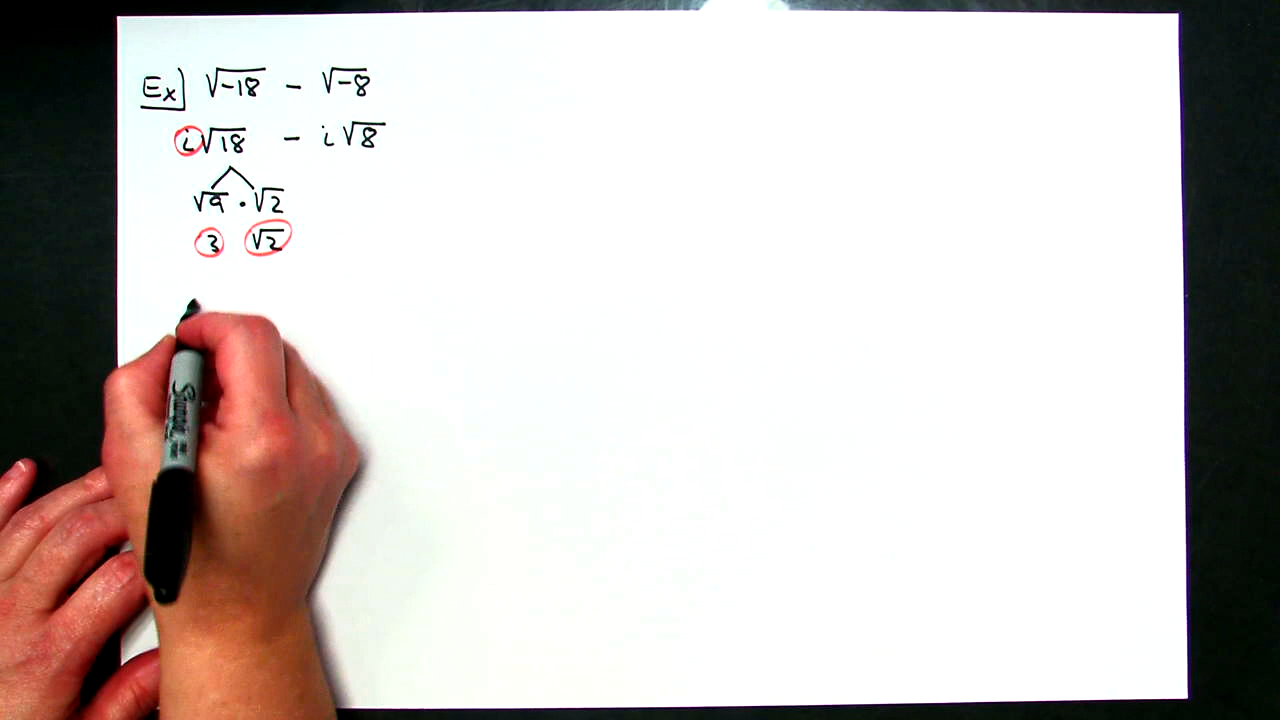 Ex] √-18 - √-8
i√18 - i√8
√9 · √2
3 √2